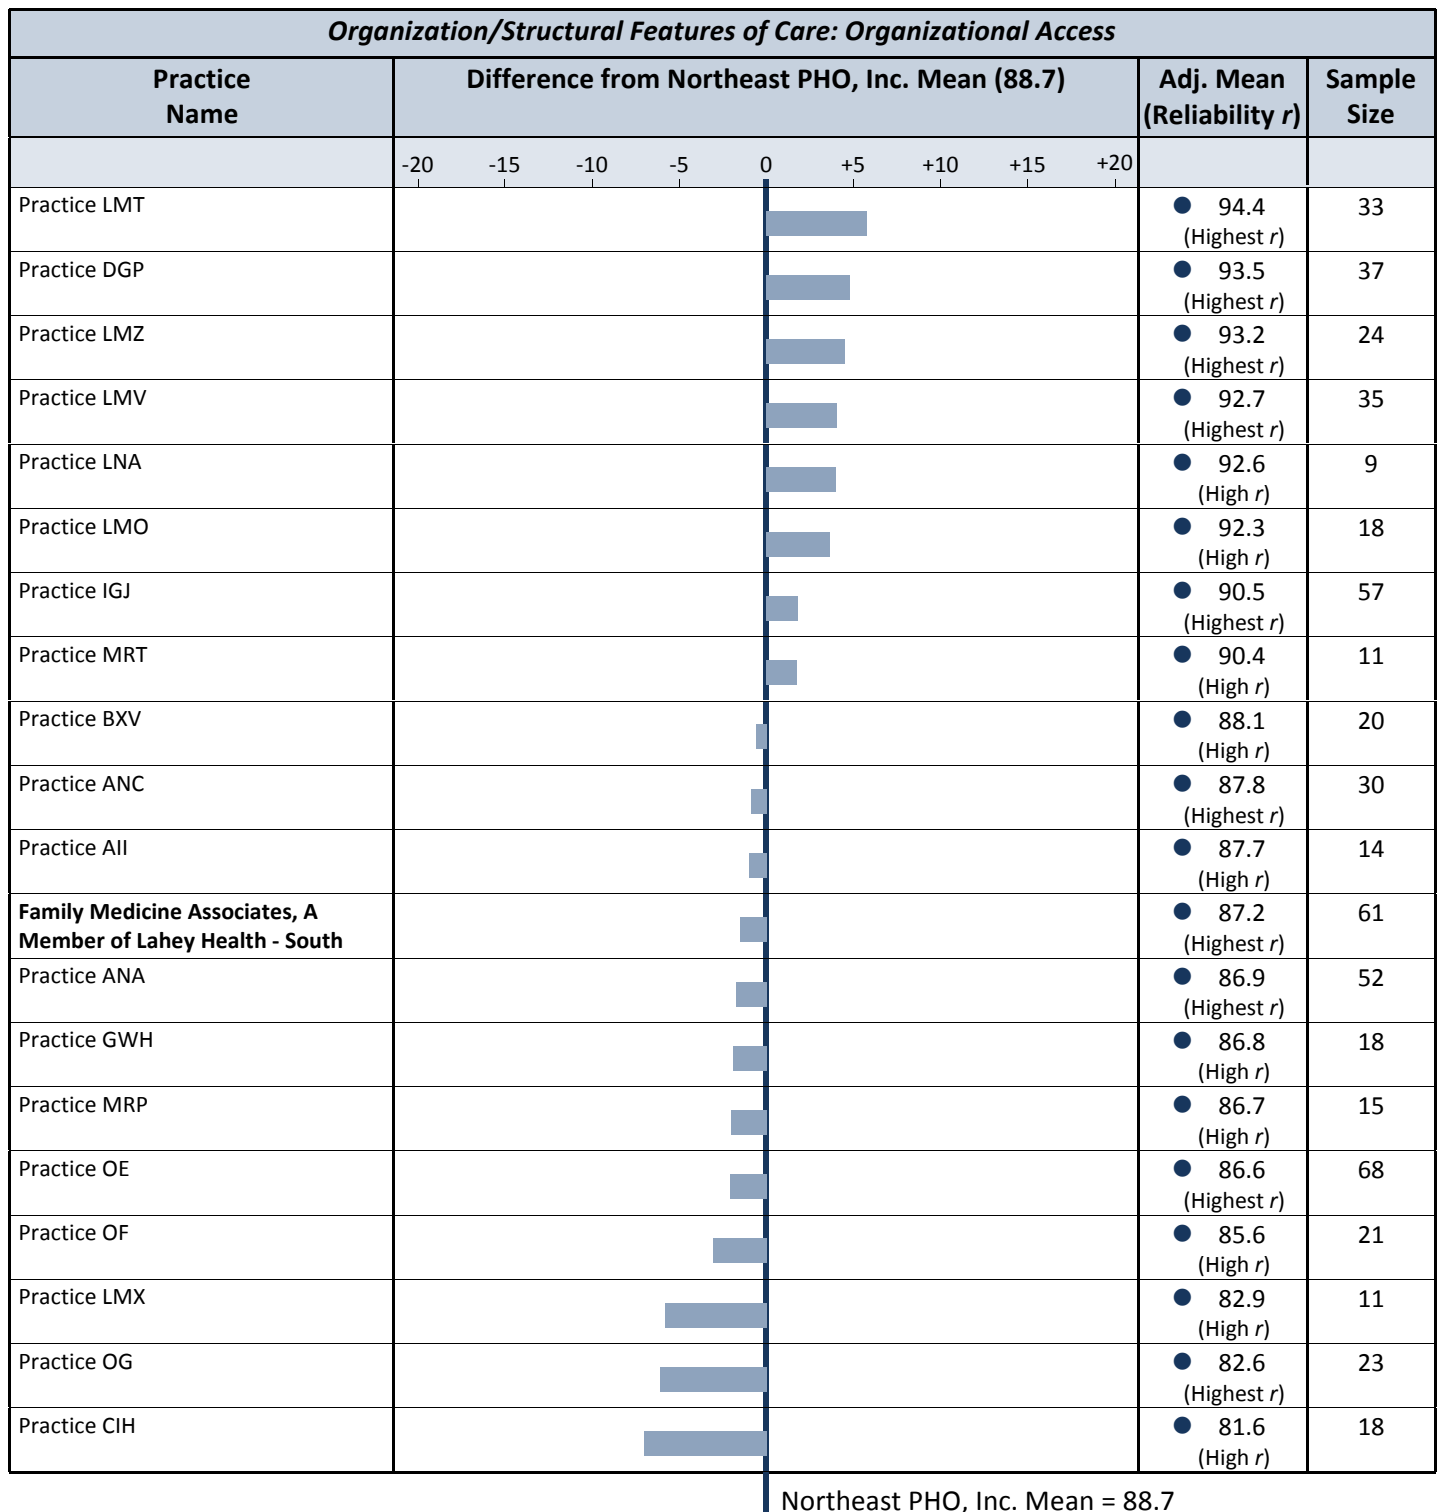 Organization/Structural Features of Care: Organizational Access
Practice Name
Difference from Northeast PHO, Inc. Mean (88.7)
Adj. Mean (Reliability r)
Sample Size
-20 -15 -10 -5 0 +5 +10 +15 +20
Practice LMT ● 94.4 33
(Highest r)
Practice DGP ● 93.5 37
(Highest r)
Practice LMZ ● 93.2 24
(Highest r)
Practice LMV ● 92.7 35
(Highest r)
Practice LNA ● 92.6 9
(High r)
Practice LMO ● 92.3 18
(High r)
Practice IGJ ● 90.5 57
(Highest r)
Practice MRT ● 90.4 11
(High r)
Practice BXV ● 88.1 20
(High r)
Practice ANC ● 87.8 30
(Highest r)
Practice AII ● 87.7 14
(High r)
Family Medicine Associates, A ● 87.2 61
Member of Lahey Health - South (Highest r)
Practice ANA ● 86.9 52
(Highest r)
Practice GWH ● 86.8 18
(High r)
Practice MRP ● 86.7 15
(High r)
Practice OE ● 86.6 68
(Highest r)
Practice OF ● 85.6 21
(High r)
Practice LMX ● 82.9 11
(High r)
Practice OG ● 82.6 23
(Highest r)
Practice CIH ● 81.6 18
(High r)
Northeast PHO, Inc. Mean = 88.7